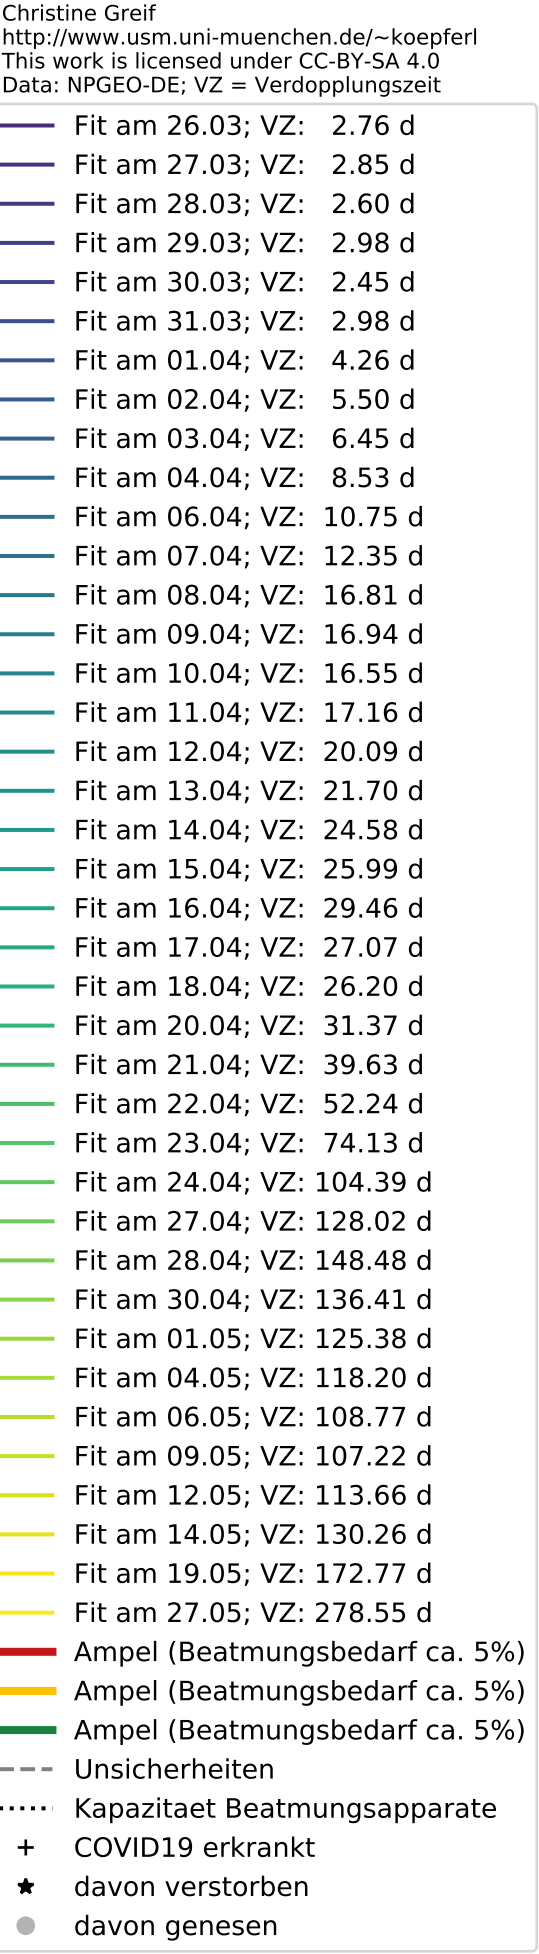 Christine Greif
http://www.usm.uni-muenchen.de/~koepferl
This work is licensed under CC-BY-SA 4.0
Data: NPGEO-DE; VZ = Verdopplungszeit
Fit am 26.03; VZ: 2.76 d
Fit am 27.03; VZ: 2.85 d
Fit am 28.03; VZ: 2.60 d
Fit am 29.03; VZ: 2.98 d
Fit am 30.03; VZ: 2.45 d
Fit am 31.03; VZ: 2.98 d
Fit am 01.04; VZ: 4.26 d
Fit am 02.04; VZ: 5.50 d
Fit am 03.04; VZ: 6.45 d
Fit am 04.04; VZ: 8.53 d
Fit am 06.04; VZ: 10.75 d
Fit am 07.04; VZ: 12.35 d
Fit am 08.04; VZ: 16.81 d
Fit am 09.04; VZ: 16.94 d
Fit am 10.04; VZ: 16.55 d
Fit am 11.04; VZ: 17.16 d
Fit am 12.04; VZ: 20.09 d
Fit am 13.04; VZ: 21.70 d
Fit am 14.04; VZ: 24.58 d
Fit am 15.04; VZ: 25.99 d
Fit am 16.04; VZ: 29.46 d
Fit am 17.04; VZ: 27.07 d
Fit am 18.04; VZ: 26.20 d
Fit am 20.04; VZ: 31.37 d
Fit am 21.04; VZ: 39.63 d
Fit am 22.04; VZ: 52.24 d
Fit am 23.04; VZ: 74.13 d
Fit am 24.04; VZ: 104.39 d
Fit am 27.04; VZ: 128.02 d
Fit am 28.04; VZ: 148.48 d
Fit am 30.04; VZ: 136.41 d
Fit am 01.05; VZ: 125.38 d
Fit am 04.05; VZ: 118.20 d
Fit am 06.05; VZ: 108.77 d
Fit am 09.05; VZ: 107.22 d
Fit am 12.05; VZ: 113.66 d
Fit am 14.05; VZ: 130.26 d
Fit am 19.05; VZ: 172.77 d
Fit am 27.05; VZ: 278.55 d
Ampel (Beatmungsbedarf ca. 5%)
Ampel (Beatmungsbedarf ca. 5%)
Ampel (Beatmungsbedarf ca. 5%)
Unsicherheiten
Kapazitaet Beatmungsapparate
COVID19 erkrankt
davon verstorben
davon genesen